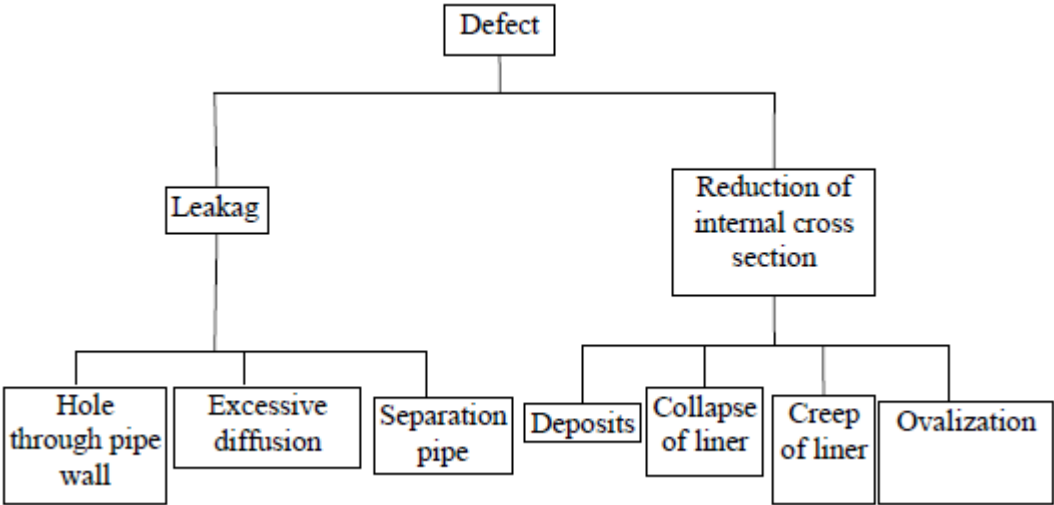 Defect
Leakag
Reduction of
internal cross
section
Hole
through pipe
wall
Excessive
diffusion
Separation
pipe
Deposits
Collapse
of liner
Creep
of liner
Ovalization